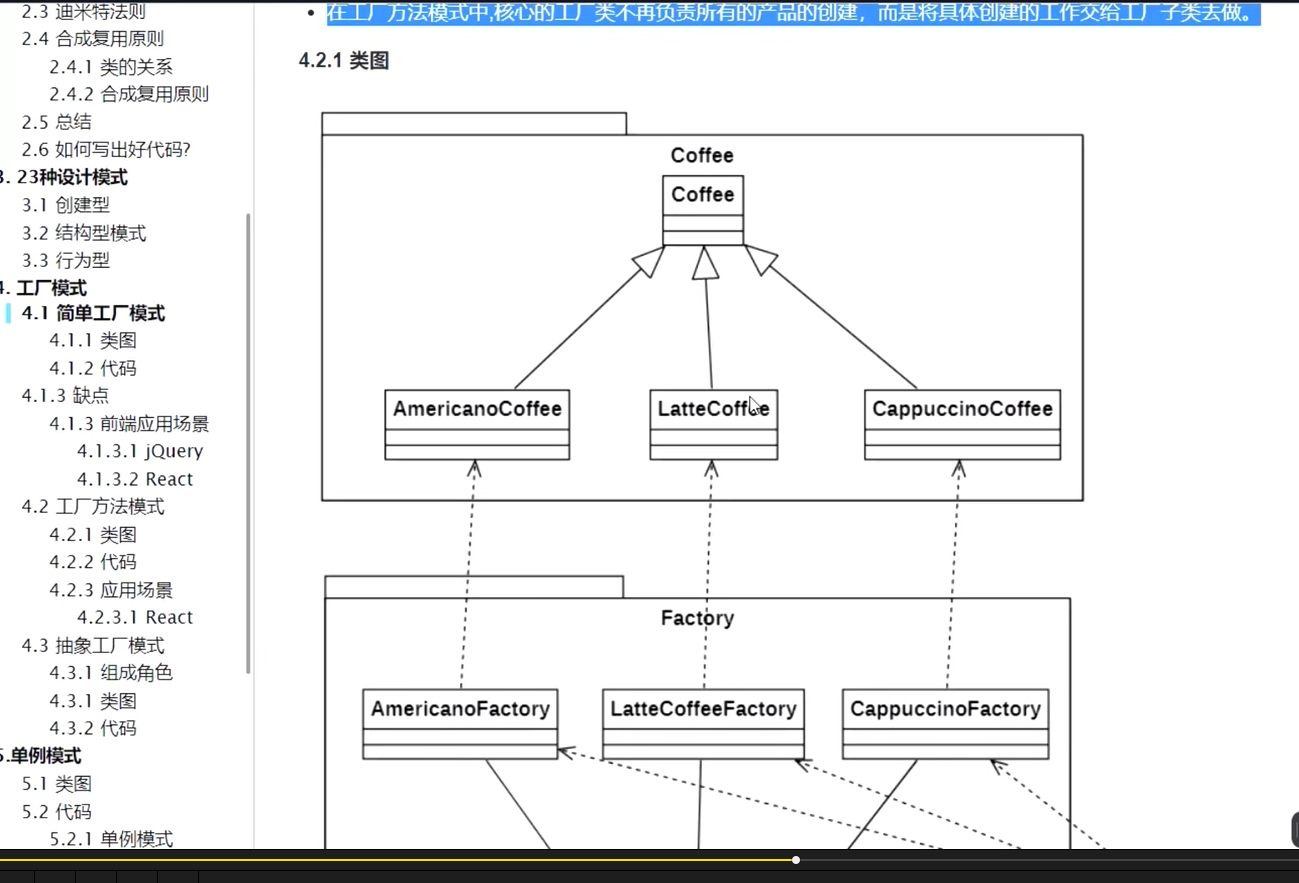 2.3 迪米特法则
2.4 合成复用原则
2.4.1 类的关系
2.4.2 合成复用原则
2.5 总结
2.6 如何写出好代码?
3. 23种设计模式
3.1 创建型
3.2 结构型模式
3.3 行为型
4. 工厂模式
4.1 简单工厂模式
4.1.1 类图
4.1.2 代码
4.1.3 缺点
4.1.3 前端应用场景
4.1.3.1 jQuery
4.1.3.2 React
4.2 工厂方法模式
4.2.1 类图
4.2.2 代码
4.2.3 应用场景
4.2.3.1 React
4.3 抽象工厂模式
4.3.1 组成角色
4.3.1 类图
4.3.2 代码
5.单例模式
5.1 类图
5.2 代码
5.2.1 单例模式
• 在工厂方法模式中,核心的工厂类不再负责所有的产品的创建，而是将具体创建的工作交给工厂子类去做。
4.2.1 类图
Coffee
Coffee
AmericanoCoffee
LatteCoffee
CappuccinoCoffee
Factory
AmericanoFactory
LatteCoffeeFactory
CappuccinoFactory